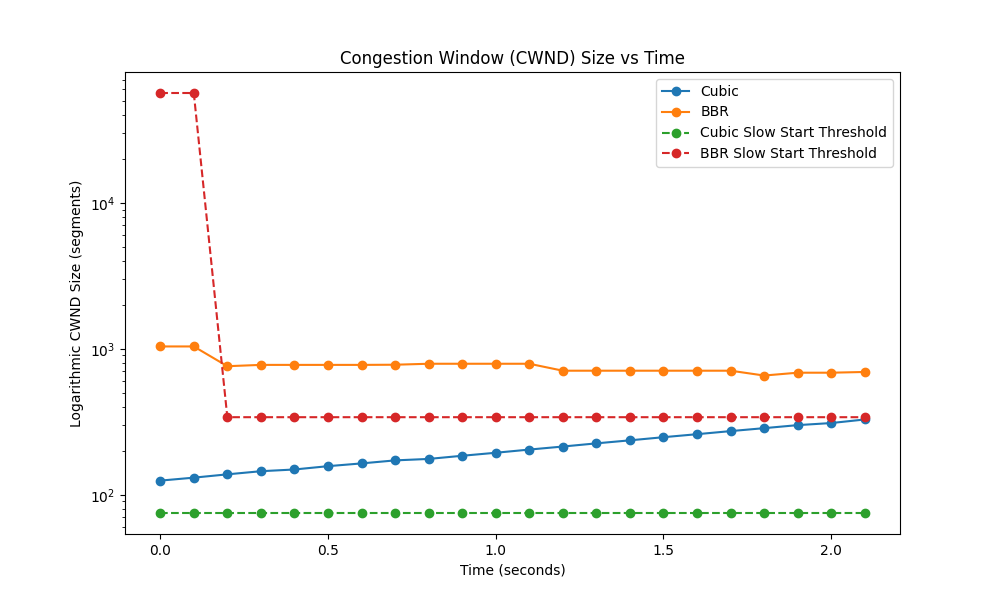 Congestion Window (CWND) Size vs Time
Cubic
BBR
Cubic Slow Start Threshold
BBR Slow Start Threshold
Logarithmic CWND Size (segments)
10⁴
10³
10²
0.0 0.5 1.0 1.5 2.0
Time (seconds)